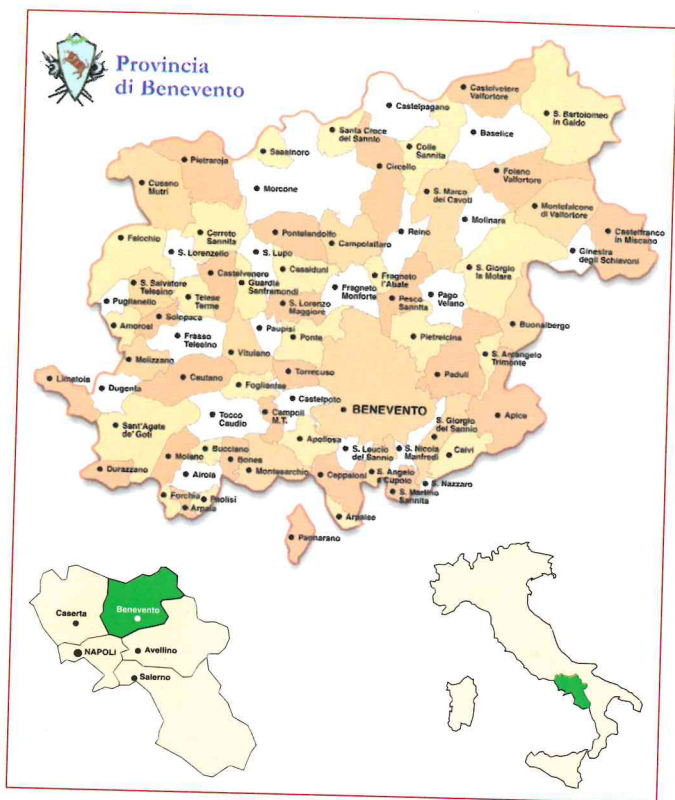 Provincia
di Benevento
Castelvetere
Valfortore
Castelpagano
S. Bartolomeo
in Galdo
Santa Croce
del Sannio
Baselice
Colle
Sannita
Sassinoro
Pietraroja
Circello
Foiano
Valfortore
Cusano
Mutri
Morcone
S. Marco
dei Cavoti
Montefalcone
di Valfortore
Molinara
Castelfranco
in Miscano
Faicchio
Cerreto
Sannita
Pontelandolfo
Reino
Campolattaro
Ginestra
degli Schiavoni
S. Lorenzello
S. Lupo
Casalduni
S. Giorgio
la Molara
Castelvenere
Fragneto
l'Abate
S. Salvatore
Telesino
Guardia
Sanframondi
Fragneto
Monforte
Pago
Veiano
Puglianello
Telese
Terme
S. Lorenzo
Maggiore
Pesco
Sannita
Solopaca
Amorosi
Paupisi
Buonalbergo
Frasso
Telesino
Ponte
Pietrelcina
Melizzano
Vitulano
S. Arcangelo
Trimonte
Limatola
Cautano
Torrecuso
Paduli
Dugenta
Foglianise
Castelpoto
Tocco
Caudio
Campoli
M.T.
BENEVENTO
Apice
Sant'Agata
de' Goti
S. Giorgio
del Sannio
Apollosa
Bucciano
S. Leucio
del Sannio
S. Nicola
Manfredi
Calvi
Moiano
Bonea
Durazzano
Airola
Montesarchio
Ceppaloni
S. Angelo
a Cupolo
S. Nazzaro
Forchia
Paolisi
S. Martino
Sannita
Arpaia
Arpaise
Pannarano
Caserta
Benevento
NAPOLI
Avellino
Salerno